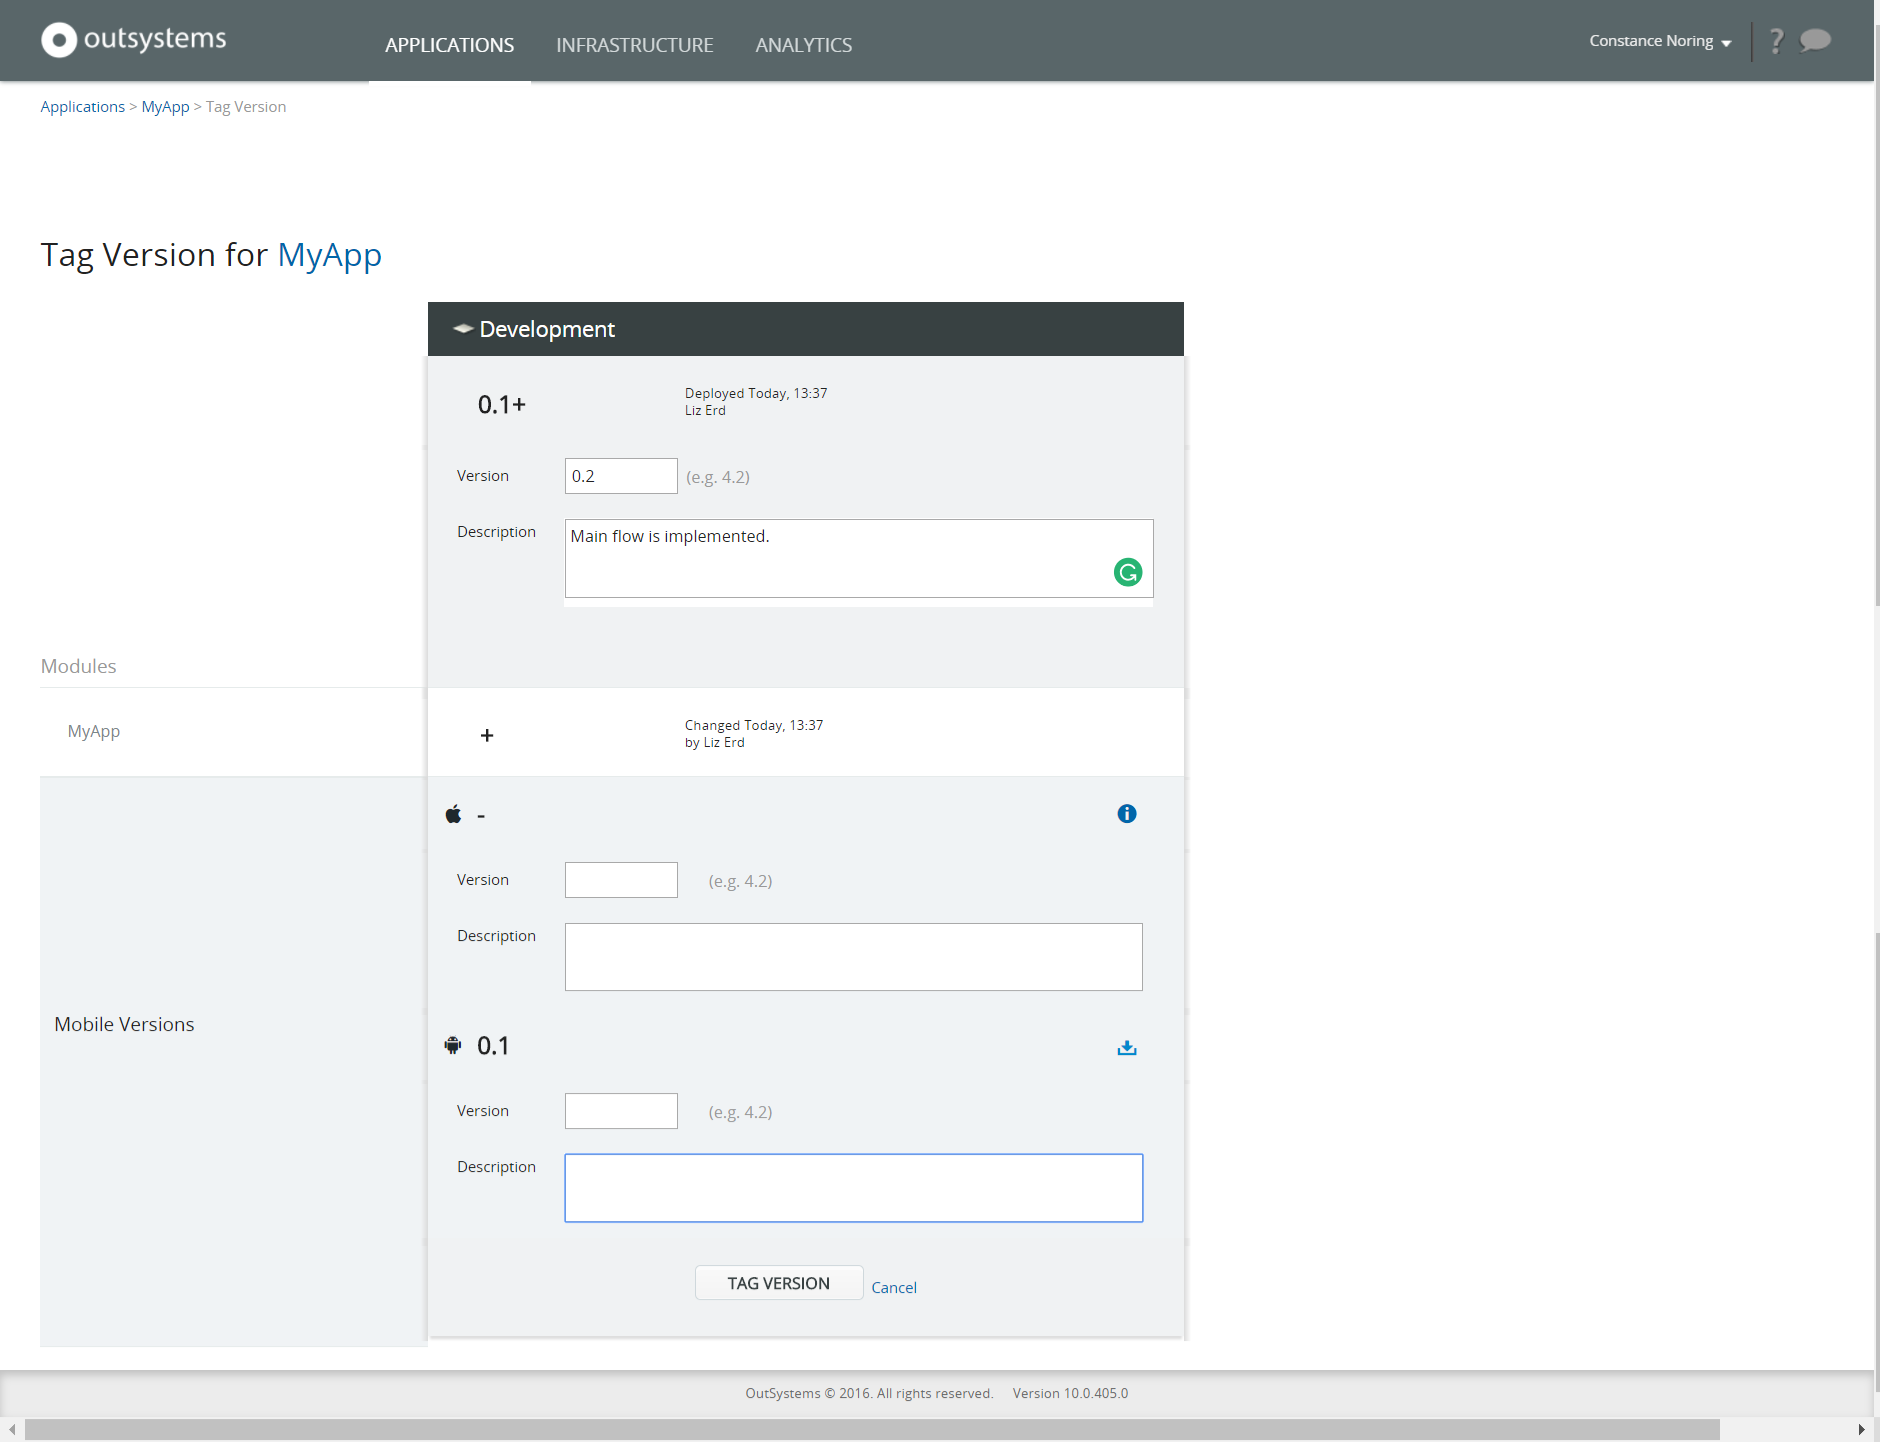 outsystems
APPLICATIONS INFRASTRUCTURE ANALYTICS
Constance Noring
?
Applications > MyApp > Tag Version
Tag Version for MyApp
Development
0.1+
Deployed Today, 13:37
Liz Erd
Version 0.2 (e.g. 4.2)
Description Main flow is implemented.
Modules
MyApp
+
Changed Today, 13:37
by Liz Erd
-
Version (e.g. 4.2)
Description
Mobile Versions
0.1
Version (e.g. 4.2)
Description
TAG VERSION Cancel
OutSystems © 2016. All rights reserved. Version 10.0.405.0